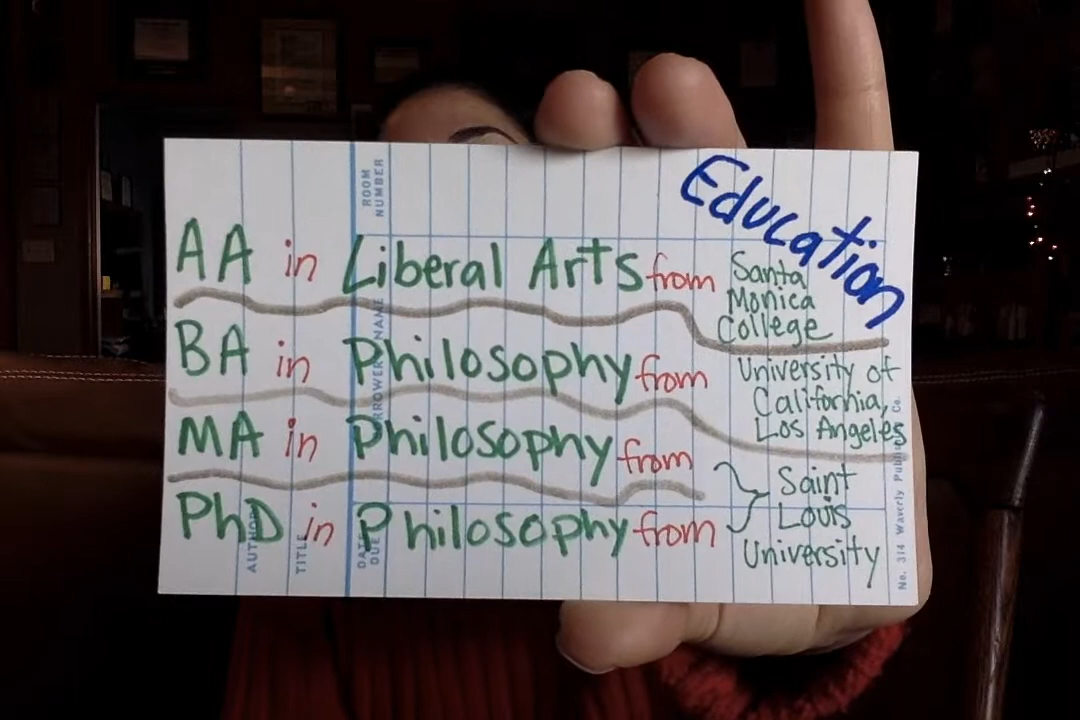 Education
AA in Liberal Arts from Santa
Monica
College
BA in Philosophy from University of
California,
Los Angeles
MA in Philosophy from
PhD in Philosophy from
Saint
Louis
University
ROOM
NUMBER
BORROWER'S NAME
DATE
DUE
AUTHOR
TITLE
No. 314 Waverly Publishing Co.